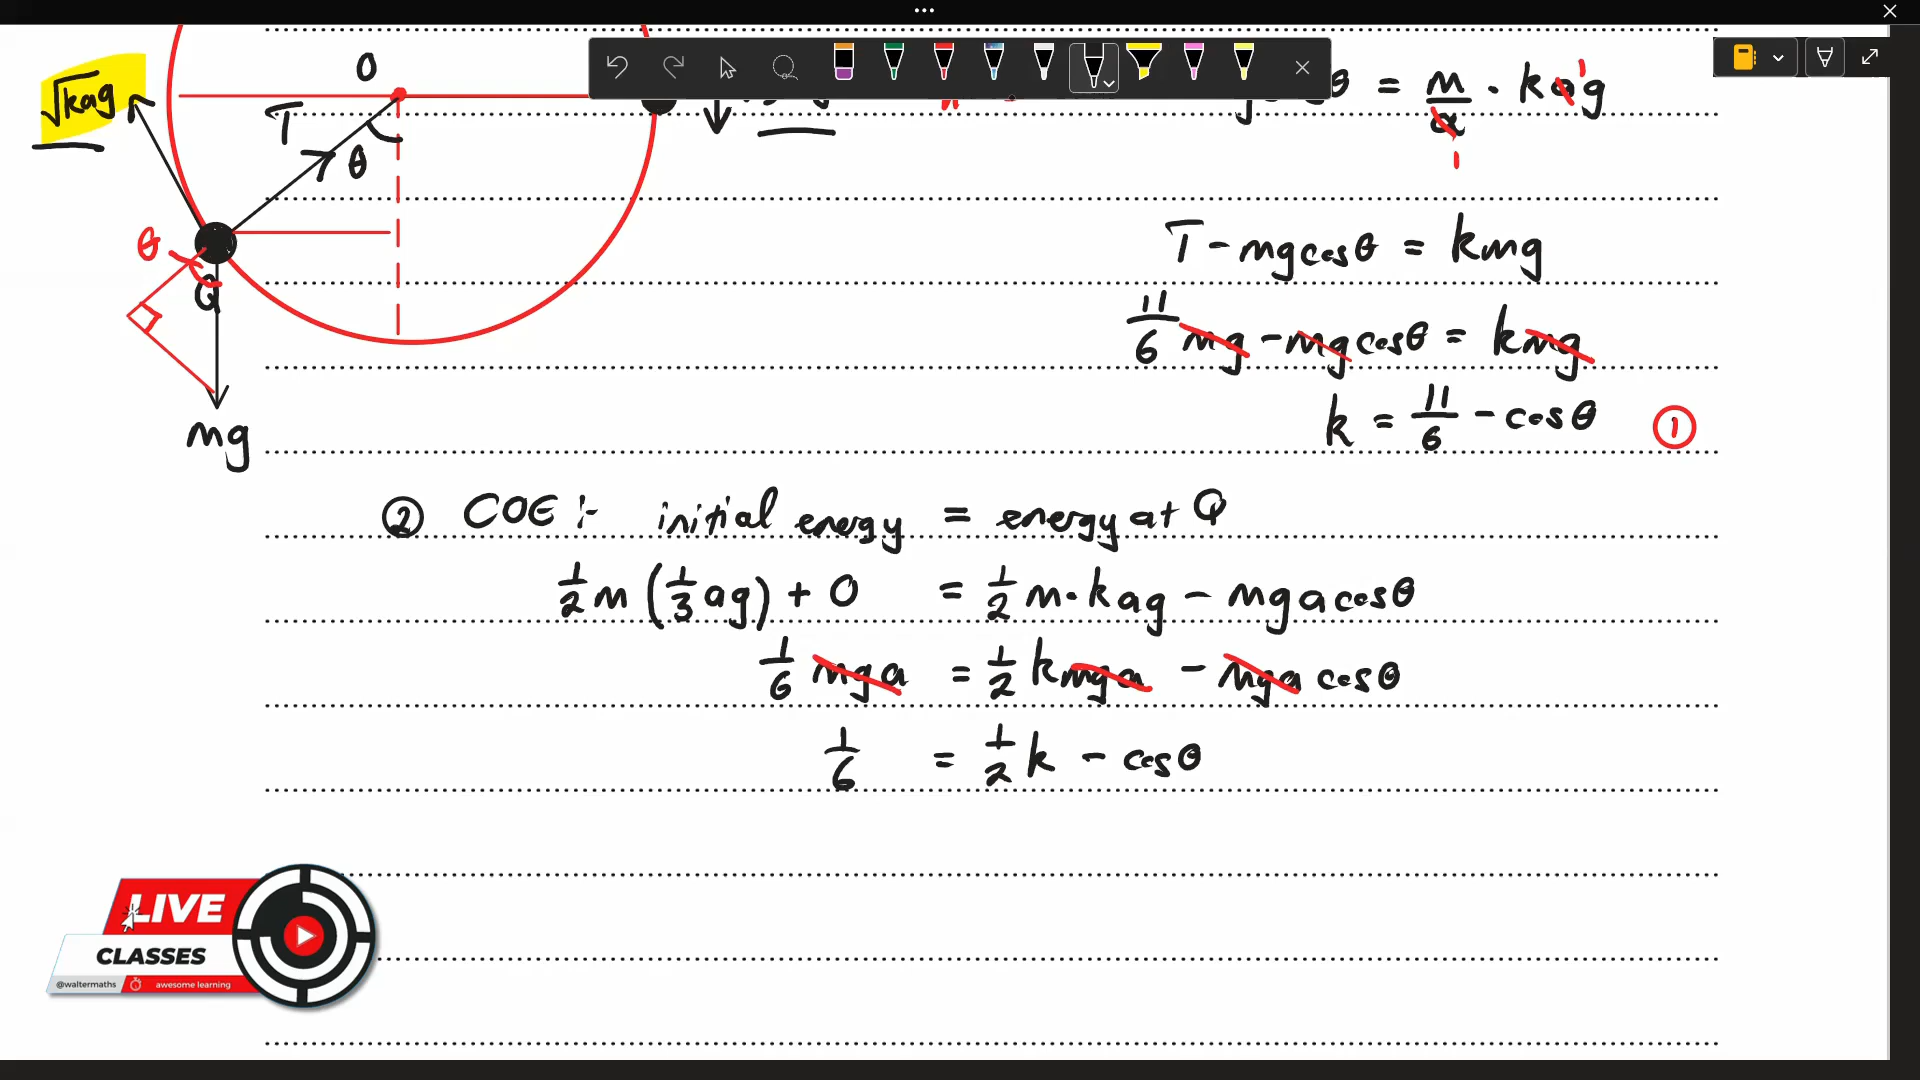 O
√kag
T
θ
θ = m/a · kag
1
1
θ
Q
mg
T - mgcosθ = kmg
11/6 mg - mgcosθ = kmg
k = 11/6 - cosθ ①
② COE :- initial energy = energy at Q
1/2 m (1/3 ag) + 0 = 1/2 m·kag - mgacosθ
1/6 mga = 1/2 kmga - mga cosθ
1/6 = 1/2 k - cosθ
LIVE
CLASSES
@waltermaths awesome learning